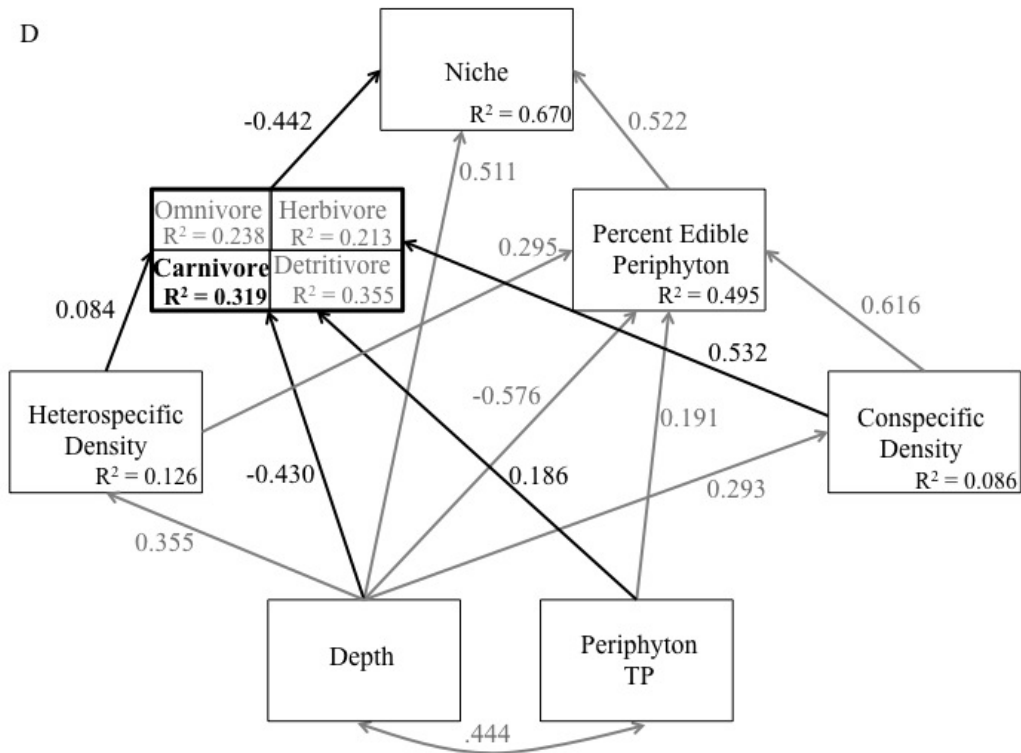 D
Niche
R² = 0.670
-0.442
0.522
0.511
Omnivore
R² = 0.238
Herbivore
R² = 0.213
Carnivore
R² = 0.319
Detritivore
R² = 0.355
0.295
Percent Edible
Periphyton
R² = 0.495
0.084
0.616
0.532
Heterospecific
Density
R² = 0.126
-0.576
0.191
Conspecific
Density
R² = 0.086
-0.430
0.186
0.293
0.355
Depth
Periphyton
TP
.444